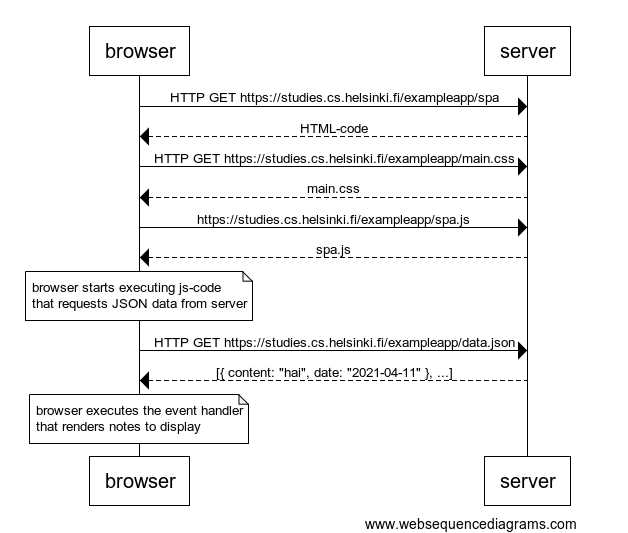 browser
server
HTTP GET https://studies.cs.helsinki.fi/exampleapp/spa
HTML-code
HTTP GET https://studies.cs.helsinki.fi/exampleapp/main.css
main.css
https://studies.cs.helsinki.fi/exampleapp/spa.js
spa.js
browser starts executing js-code
that requests JSON data from server
HTTP GET https://studies.cs.helsinki.fi/exampleapp/data.json
[{ content: "hai", date: "2021-04-11" }, ...]
browser executes the event handler
that renders notes to display
browser
server
www.websequencediagrams.com